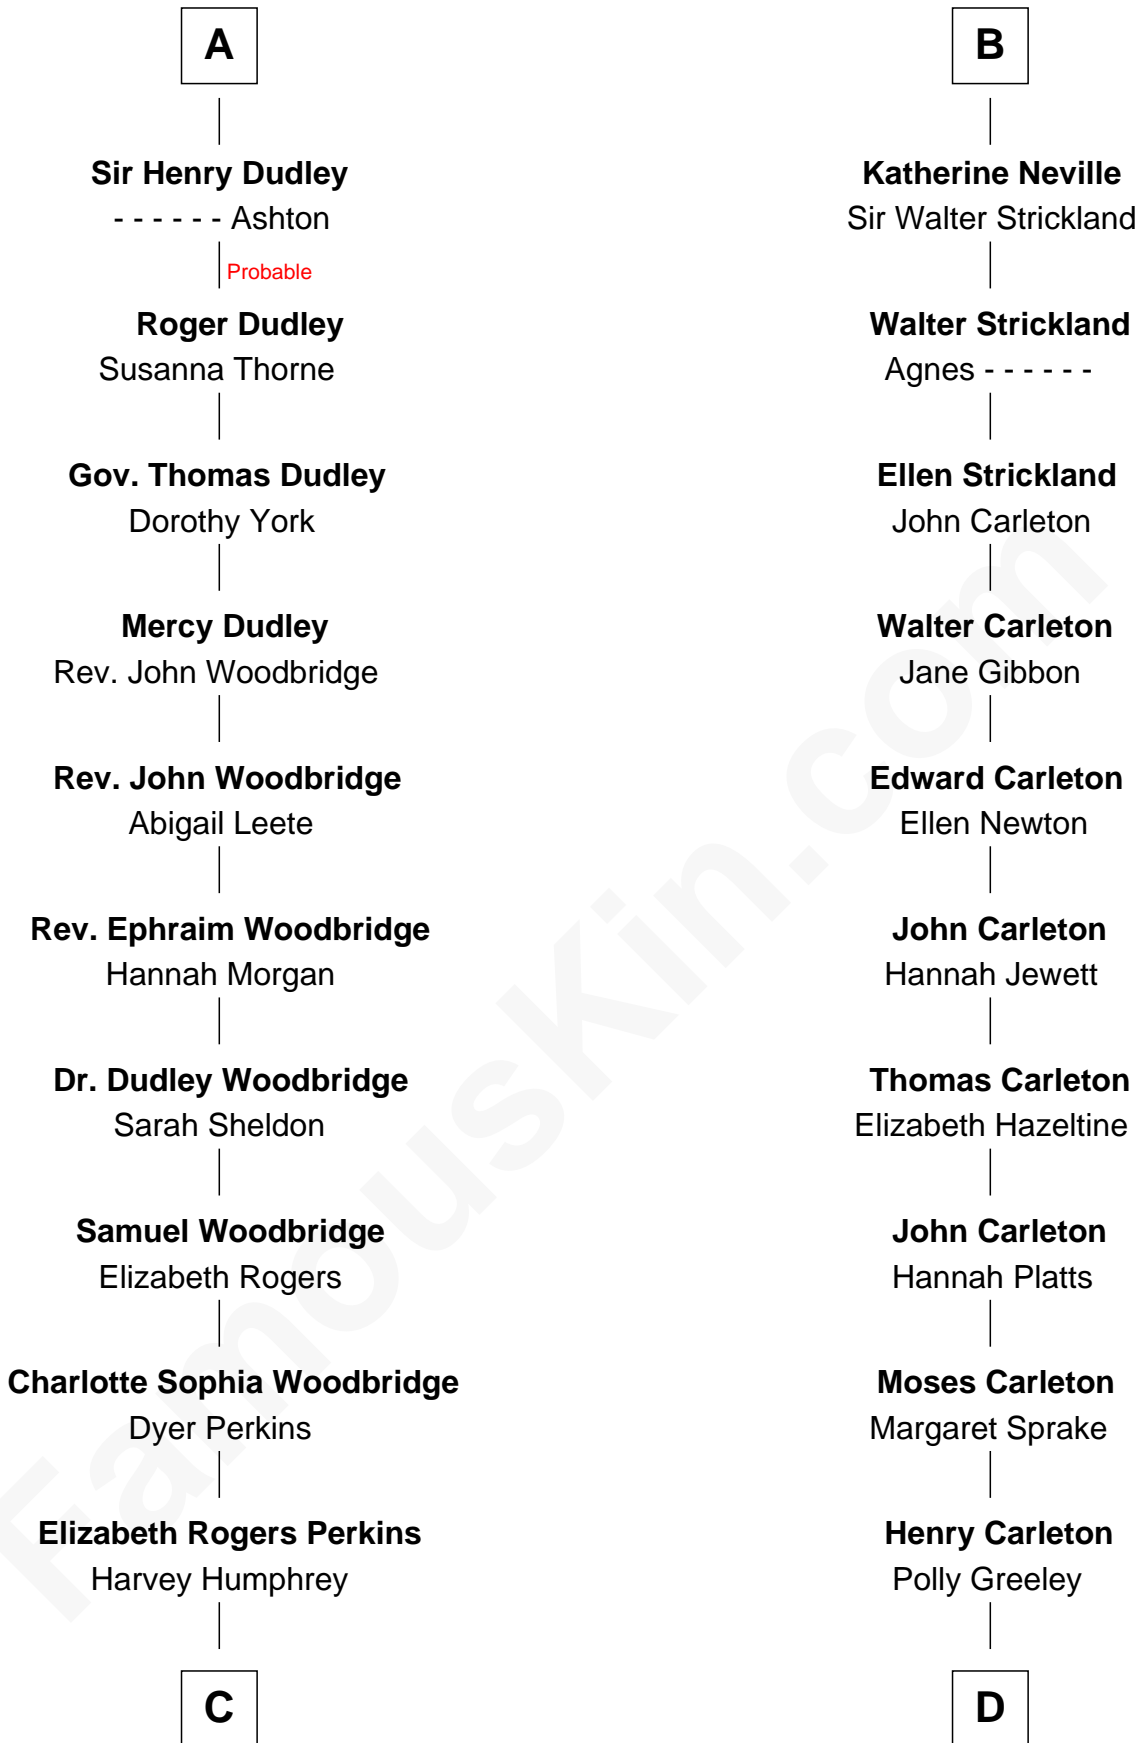 A
Sir Henry Dudley
- - - - - - Ashton
Probable
Roger Dudley
Susanna Thorne
Gov. Thomas Dudley
Dorothy York
Mercy Dudley
Rev. John Woodbridge
Rev. John Woodbridge
Abigail Leete
Rev. Ephraim Woodbridge
Hannah Morgan
Dr. Dudley Woodbridge
Sarah Sheldon
Samuel Woodbridge
Elizabeth Rogers
Charlotte Sophia Woodbridge
Dyer Perkins
Elizabeth Rogers Perkins
Harvey Humphrey
C
B
Katherine Neville
Sir Walter Strickland
Walter Strickland
Agnes - - - - - -
Ellen Strickland
John Carleton
Walter Carleton
Jane Gibbon
Edward Carleton
Ellen Newton
John Carleton
Hannah Jewett
Thomas Carleton
Elizabeth Hazeltine
John Carleton
Hannah Platts
Moses Carleton
Margaret Sprake
Henry Carleton
Polly Greeley
D
FamousKin.com